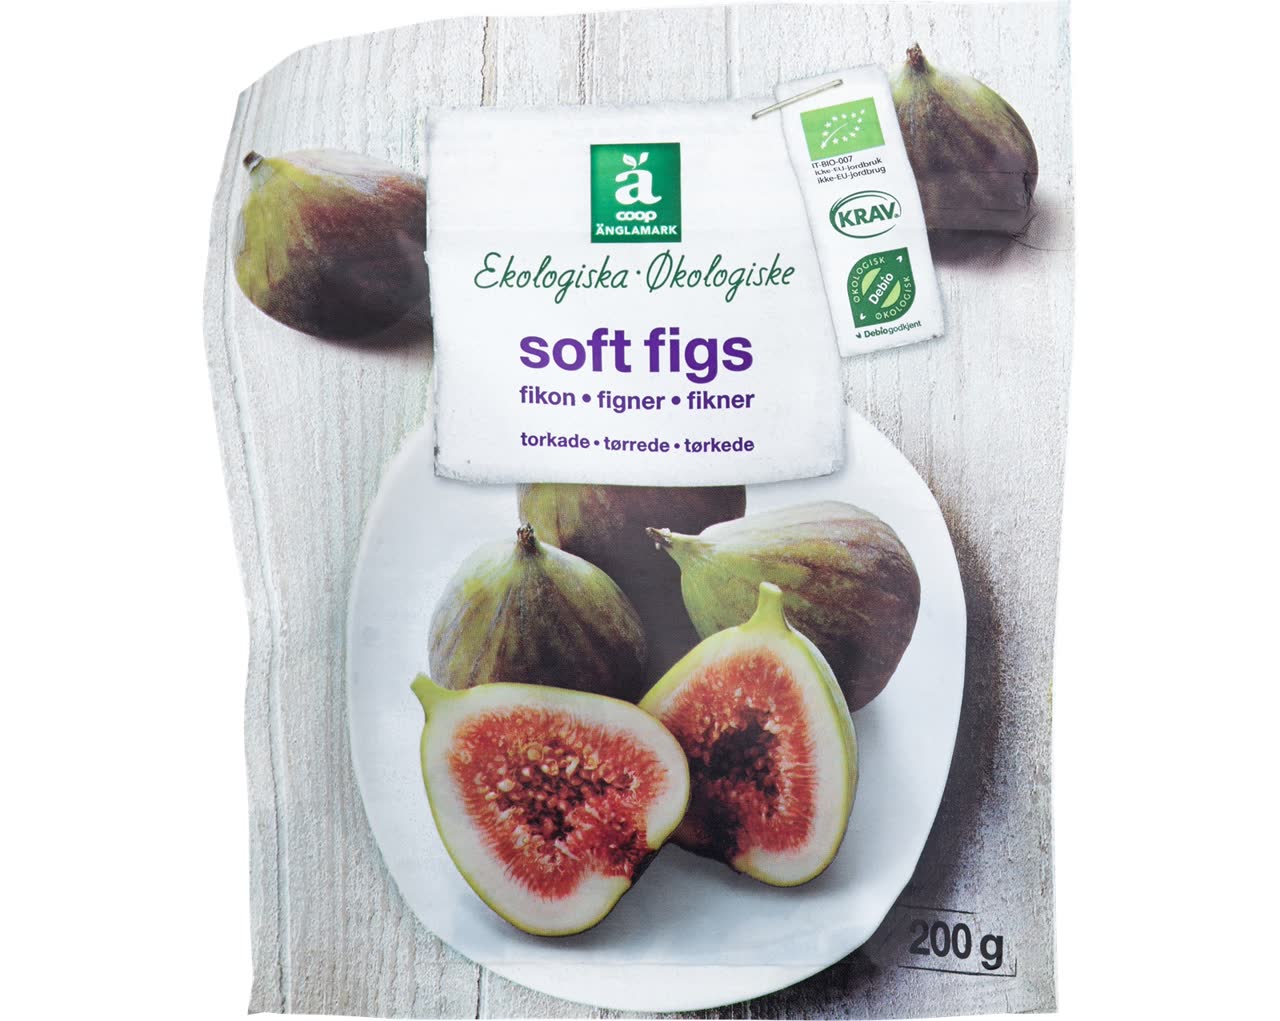 å
coop
ÄNGLAMARK
Ekologiska · Økologiske
soft figs
fikon • figner • fikner
torkade • tørrede • tørkede
IT-BIO-007
icke-EU-jordbruk
ikke-EU-jordbrug
KRAV
ØKOLOGISK
Debio
ØKOLOGISK
Debiogodkjent
200 g